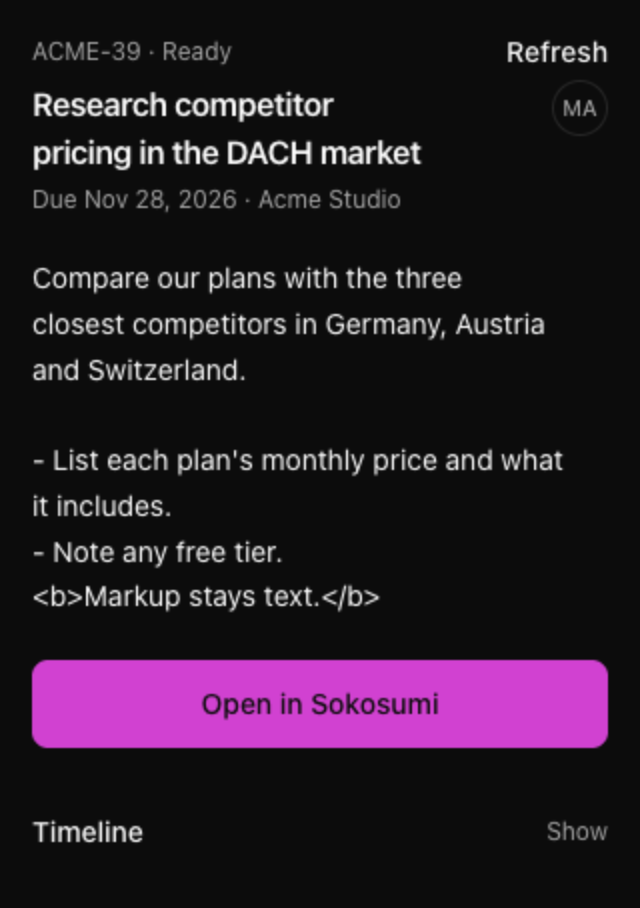 ACME-39 · Ready
Refresh
Research competitor
pricing in the DACH market
MA
Due Nov 28, 2026 · Acme Studio
Compare our plans with the three
closest competitors in Germany, Austria
and Switzerland.
- List each plan's monthly price and what
it includes.
- Note any free tier.
<b>Markup stays text.</b>
Open in Sokosumi
Timeline
Show